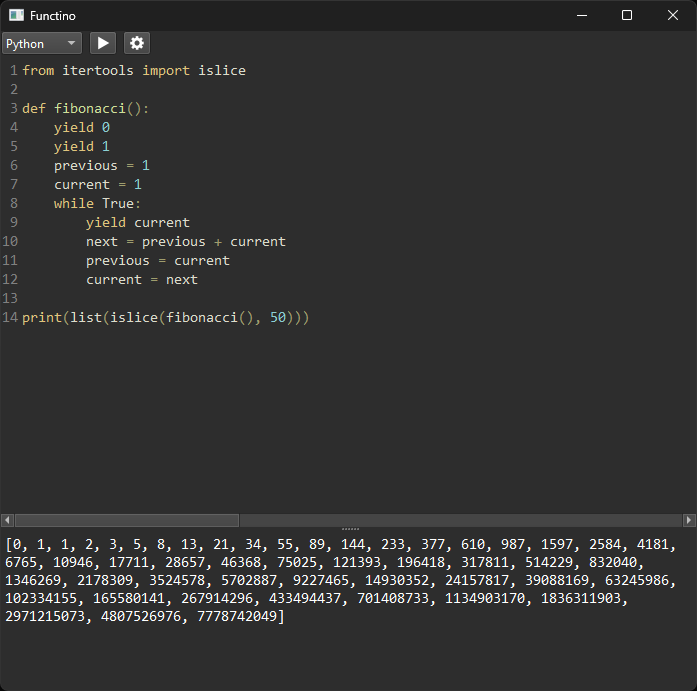 Functino
Python
1 from itertools import islice
2
3 def fibonacci():
4     yield 0
5     yield 1
6     previous = 1
7     current = 1
8     while True:
9         yield current
10         next = previous + current
11         previous = current
12         current = next
13
14 print(list(islice(fibonacci(), 50)))
[0, 1, 1, 2, 3, 5, 8, 13, 21, 34, 55, 89, 144, 233, 377, 610, 987, 1597, 2584, 4181,
6765, 10946, 17711, 28657, 46368, 75025, 121393, 196418, 317811, 514229, 832040,
1346269, 2178309, 3524578, 5702887, 9227465, 14930352, 24157817, 39088169, 63245986,
102334155, 165580141, 267914296, 433494437, 701408733, 1134903170, 1836311903,
2971215073, 4807526976, 7778742049]